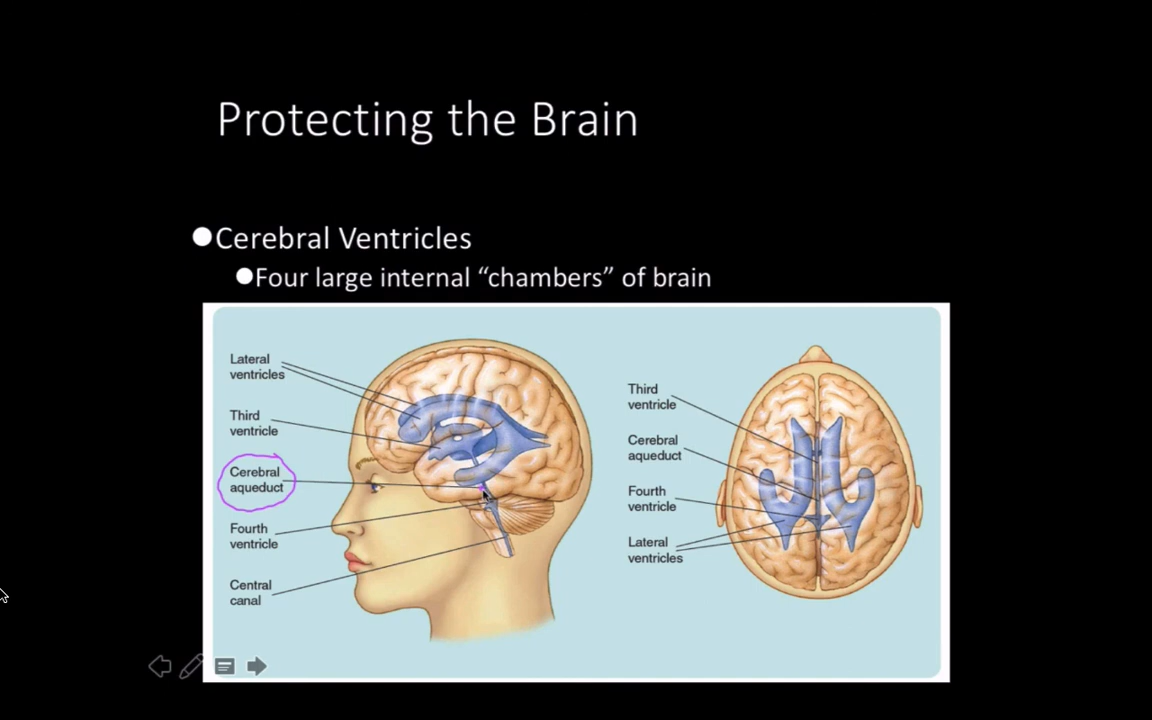 Protecting the Brain
●Cerebral Ventricles
●Four large internal “chambers” of brain
Lateral
ventricles
Third
ventricle
Cerebral
aqueduct
Fourth
ventricle
Central
canal
Third
ventricle
Cerebral
aqueduct
Fourth
ventricle
Lateral
ventricles